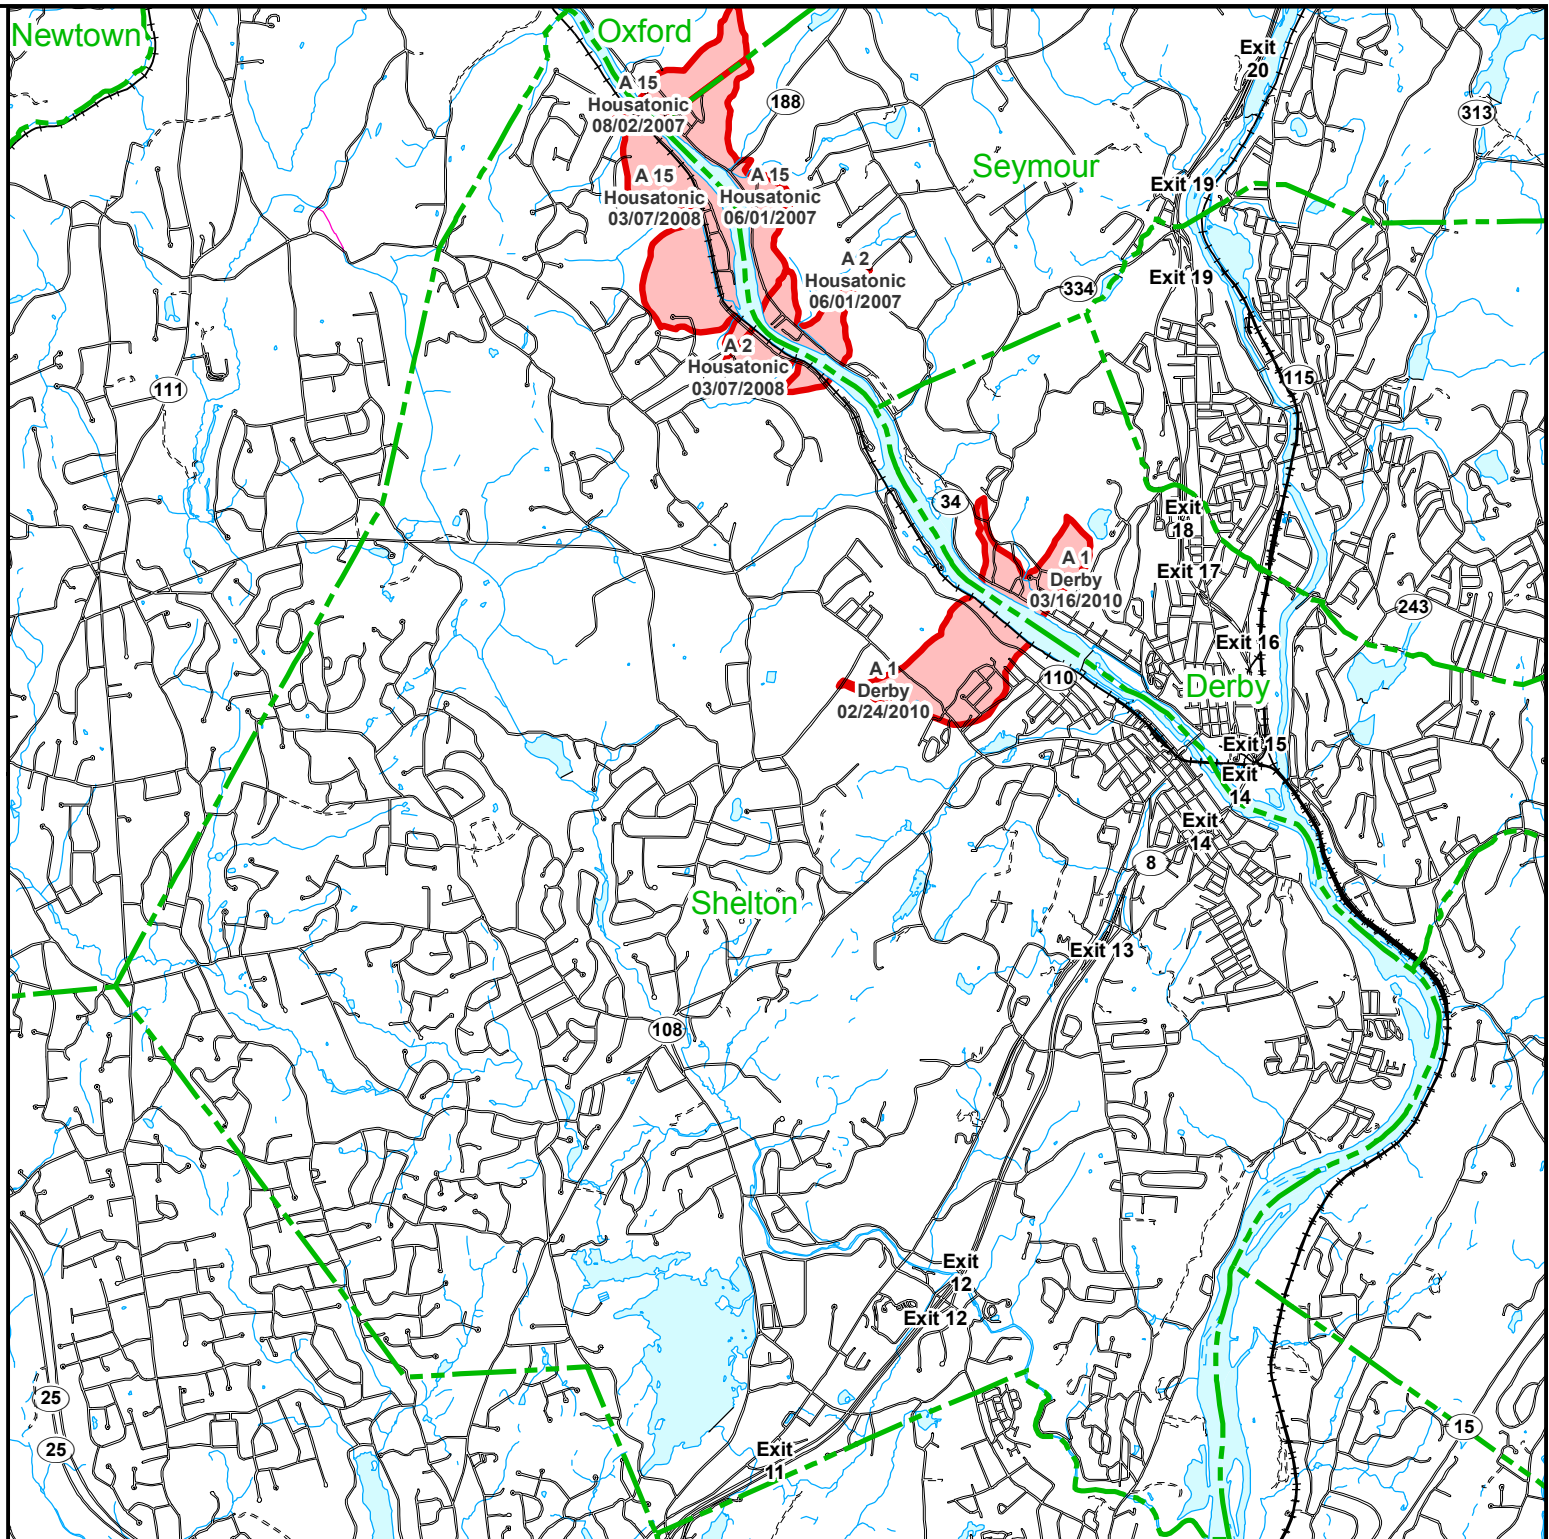 Newtown
Oxford
Exit
20
A 15
Housatonic
08/02/2007
188
313
Seymour
A 15
Housatonic
03/07/2008
A 15
Housatonic
06/01/2007
Exit 19
A 2
Housatonic
06/01/2007
334
Exit 19
A 2
Housatonic
03/07/2008
111
115
34
Exit
18
A 1
Derby
03/16/2010
Exit 17
243
Exit 16
A 1
Derby
02/24/2010
110
Derby
Exit 15
Exit
14
Exit
14
8
Shelton
Exit 13
108
Exit
12
Exit 12
25
25
15
Exit
11